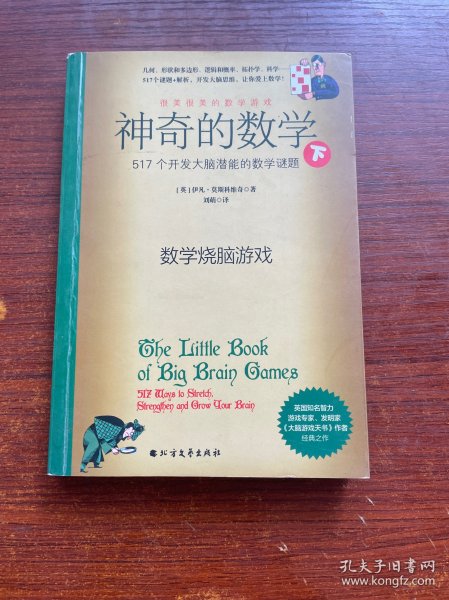 几何、形状和多边形、逻辑和概率、拓扑学、科学……
517个谜题+解析，开发大脑思维，让你爱上数学！
很美很美的数学游戏
神奇的数学 下
517 个开发大脑潜能的数学谜题
[英] 伊凡·莫斯科维奇 著
刘萌 译
数学烧脑游戏
The Little Book
of Big Brain Games
517 Ways to Stretch,
Strengthen and Grow Your Brain
英国知名智力
游戏专家、发明家
《大脑游戏天书》作者
经典之作
北方文艺出版社
孔夫子旧书网
www.kongfz.com